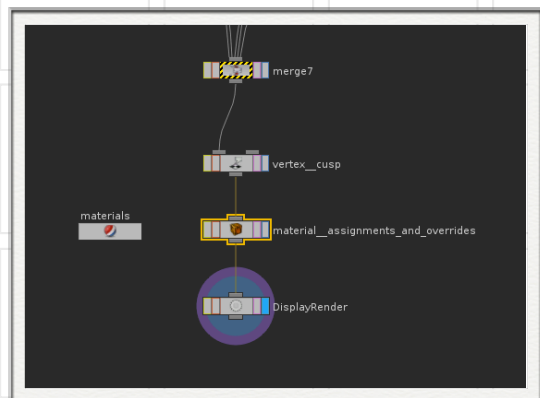 merge7
vertex__cusp
materials
material__assignments_and_overrides
DisplayRender